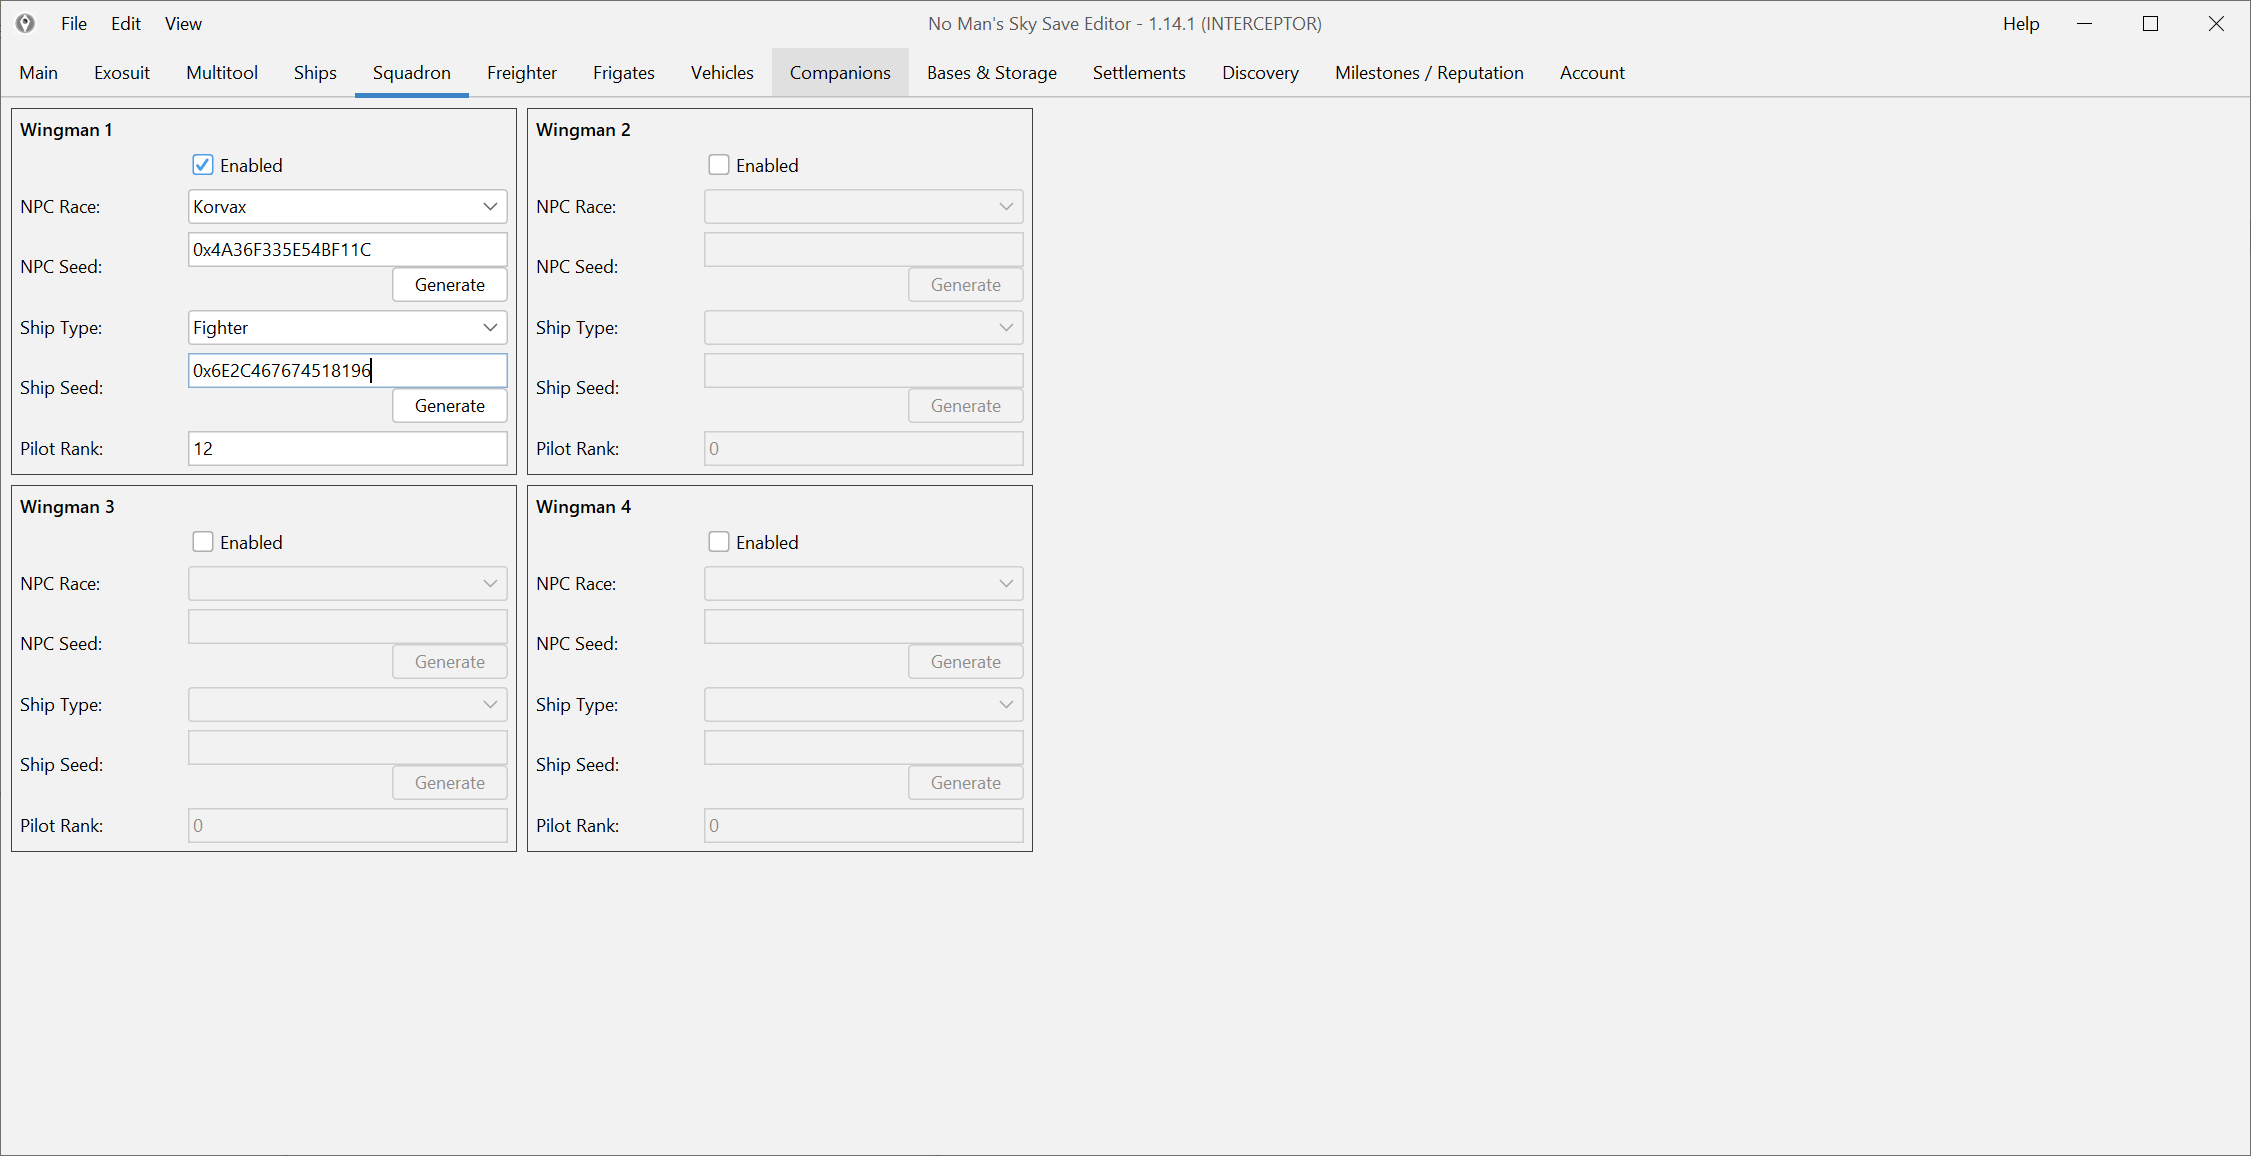 File Edit View No Man's Sky Save Editor - 1.14.1 (INTERCEPTOR) Help
Main Exosuit Multitool Ships Squadron Freighter Frigates Vehicles Companions Bases & Storage Settlements Discovery Milestones / Reputation Account
Wingman 1
Enabled
NPC Race: Korvax
0x4A36F335E54BF11C
NPC Seed:
Generate
Ship Type: Fighter
0x6E2C467674518196
Ship Seed:
Generate
Pilot Rank: 12
Wingman 2
Enabled
NPC Race:
NPC Seed:
Generate
Ship Type:
Ship Seed:
Generate
Pilot Rank: 0
Wingman 3
Enabled
NPC Race:
NPC Seed:
Generate
Ship Type:
Ship Seed:
Generate
Pilot Rank: 0
Wingman 4
Enabled
NPC Race:
NPC Seed:
Generate
Ship Type:
Ship Seed:
Generate
Pilot Rank: 0